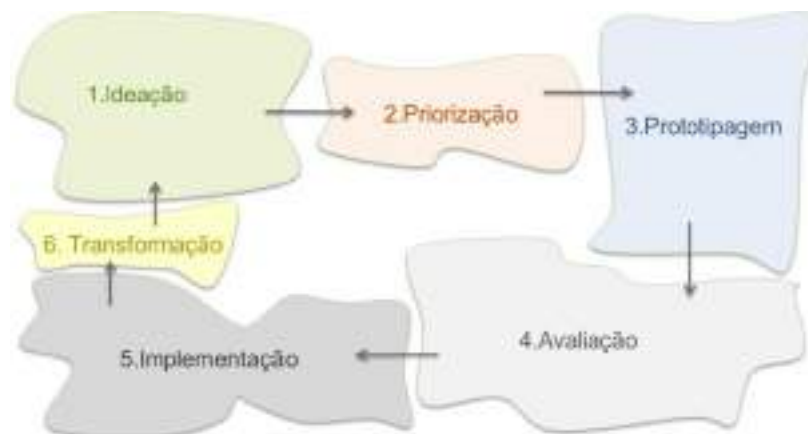 1.Ideação
2.Priorização
3.Prototipagem
6. Transformação
5.Implementação
4.Avaliação